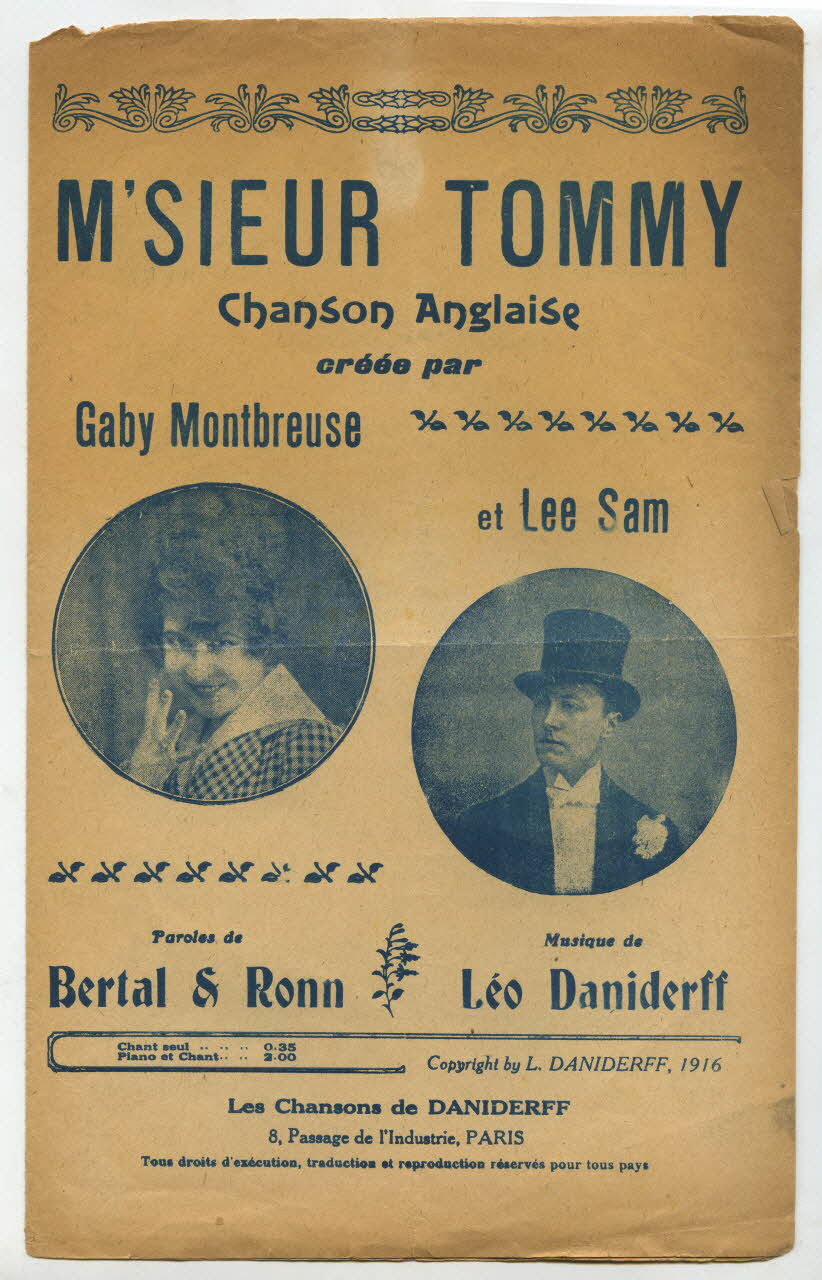 M'SIEUR TOMMY
Chanson Anglaise
créée par
Gaby Montbreuse
et Lee Sam
Paroles de
Bertal & Ronn
Musique de
Léo Daniderff
Chant seul .. .. .. 0.35
Piano et Chant.. .. 2.00
Copyright by L. DANIDERFF, 1916
Les Chansons de DANIDERFF
8, Passage de l'Industrie, PARIS
Tous droits d'exécution, traduction et reproduction réservés pour tous pays